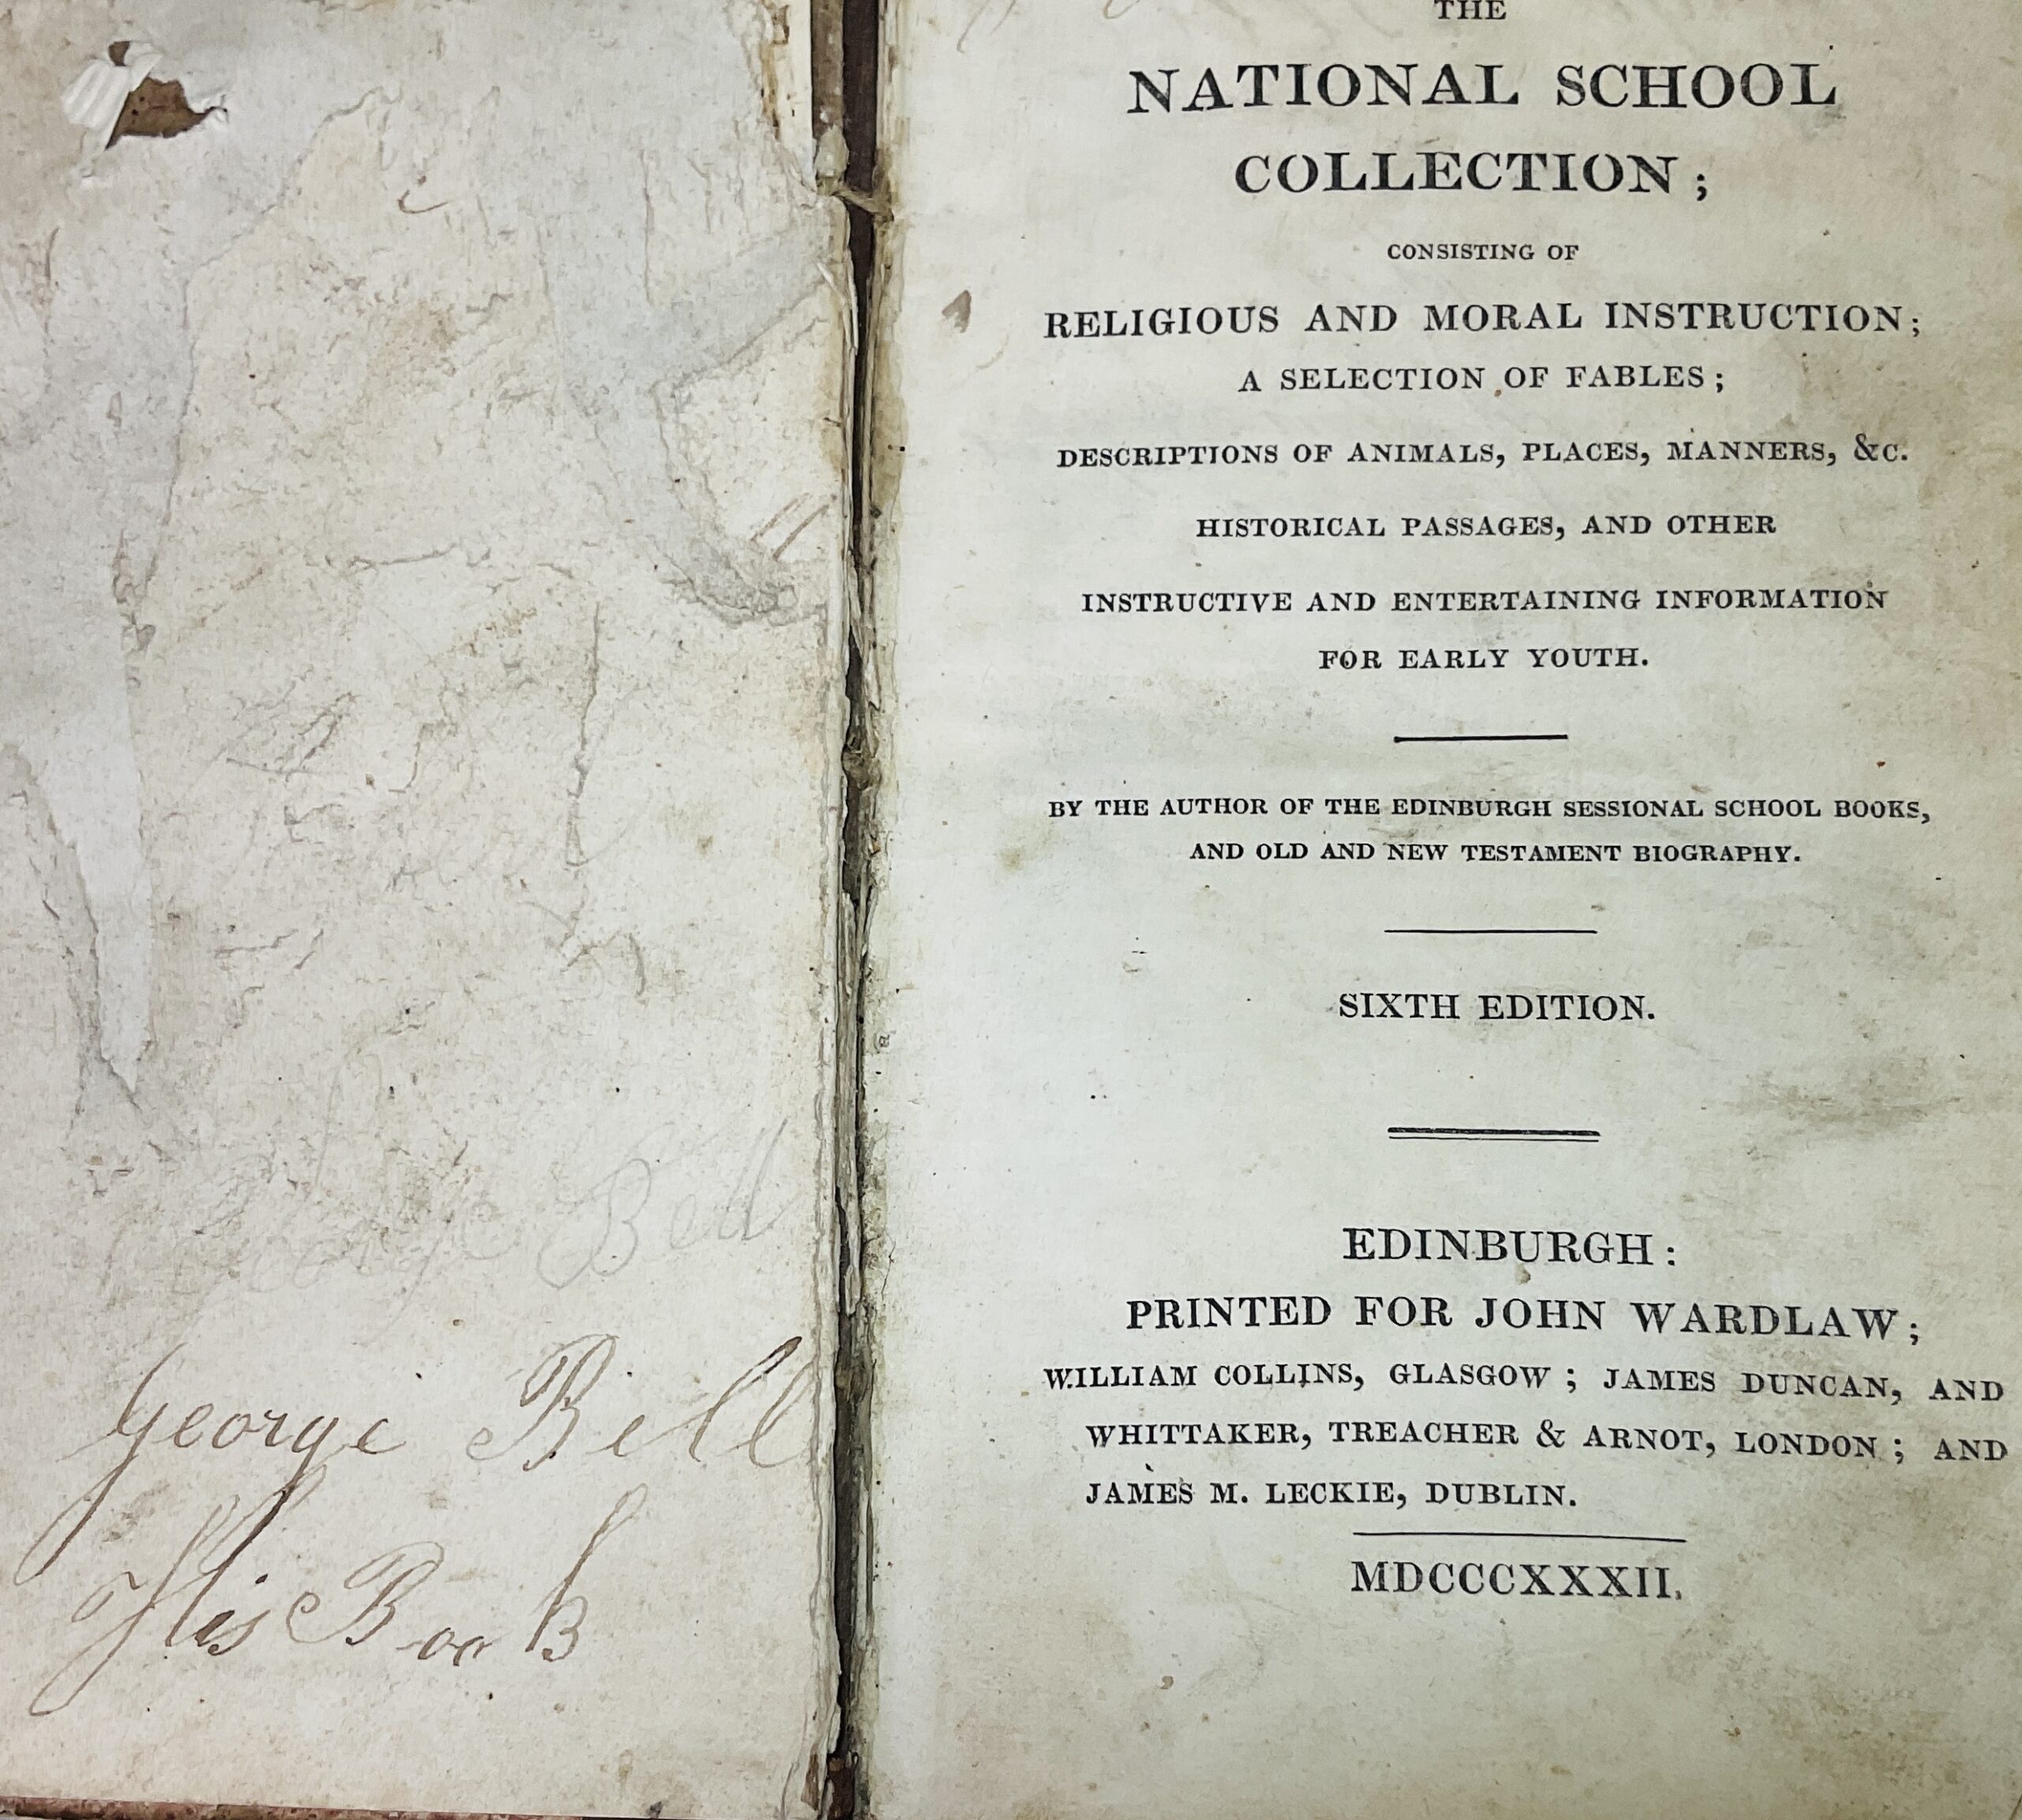 George Bell
George Bell
His Book
THE
NATIONAL SCHOOL
COLLECTION;
CONSISTING OF
RELIGIOUS AND MORAL INSTRUCTION;
A SELECTION OF FABLES;
DESCRIPTIONS OF ANIMALS, PLACES, MANNERS, &C.
HISTORICAL PASSAGES, AND OTHER
INSTRUCTIVE AND ENTERTAINING INFORMATION
FOR EARLY YOUTH.
BY THE AUTHOR OF THE EDINBURGH SESSIONAL SCHOOL BOOKS,
AND OLD AND NEW TESTAMENT BIOGRAPHY.
SIXTH EDITION.
EDINBURGH:
PRINTED FOR JOHN WARDLAW;
WILLIAM COLLINS, GLASGOW; JAMES DUNCAN, AND
WHITTAKER, TREACHER & ARNOT, LONDON; AND
JAMES M. LECKIE, DUBLIN.
MDCCCXXXII.